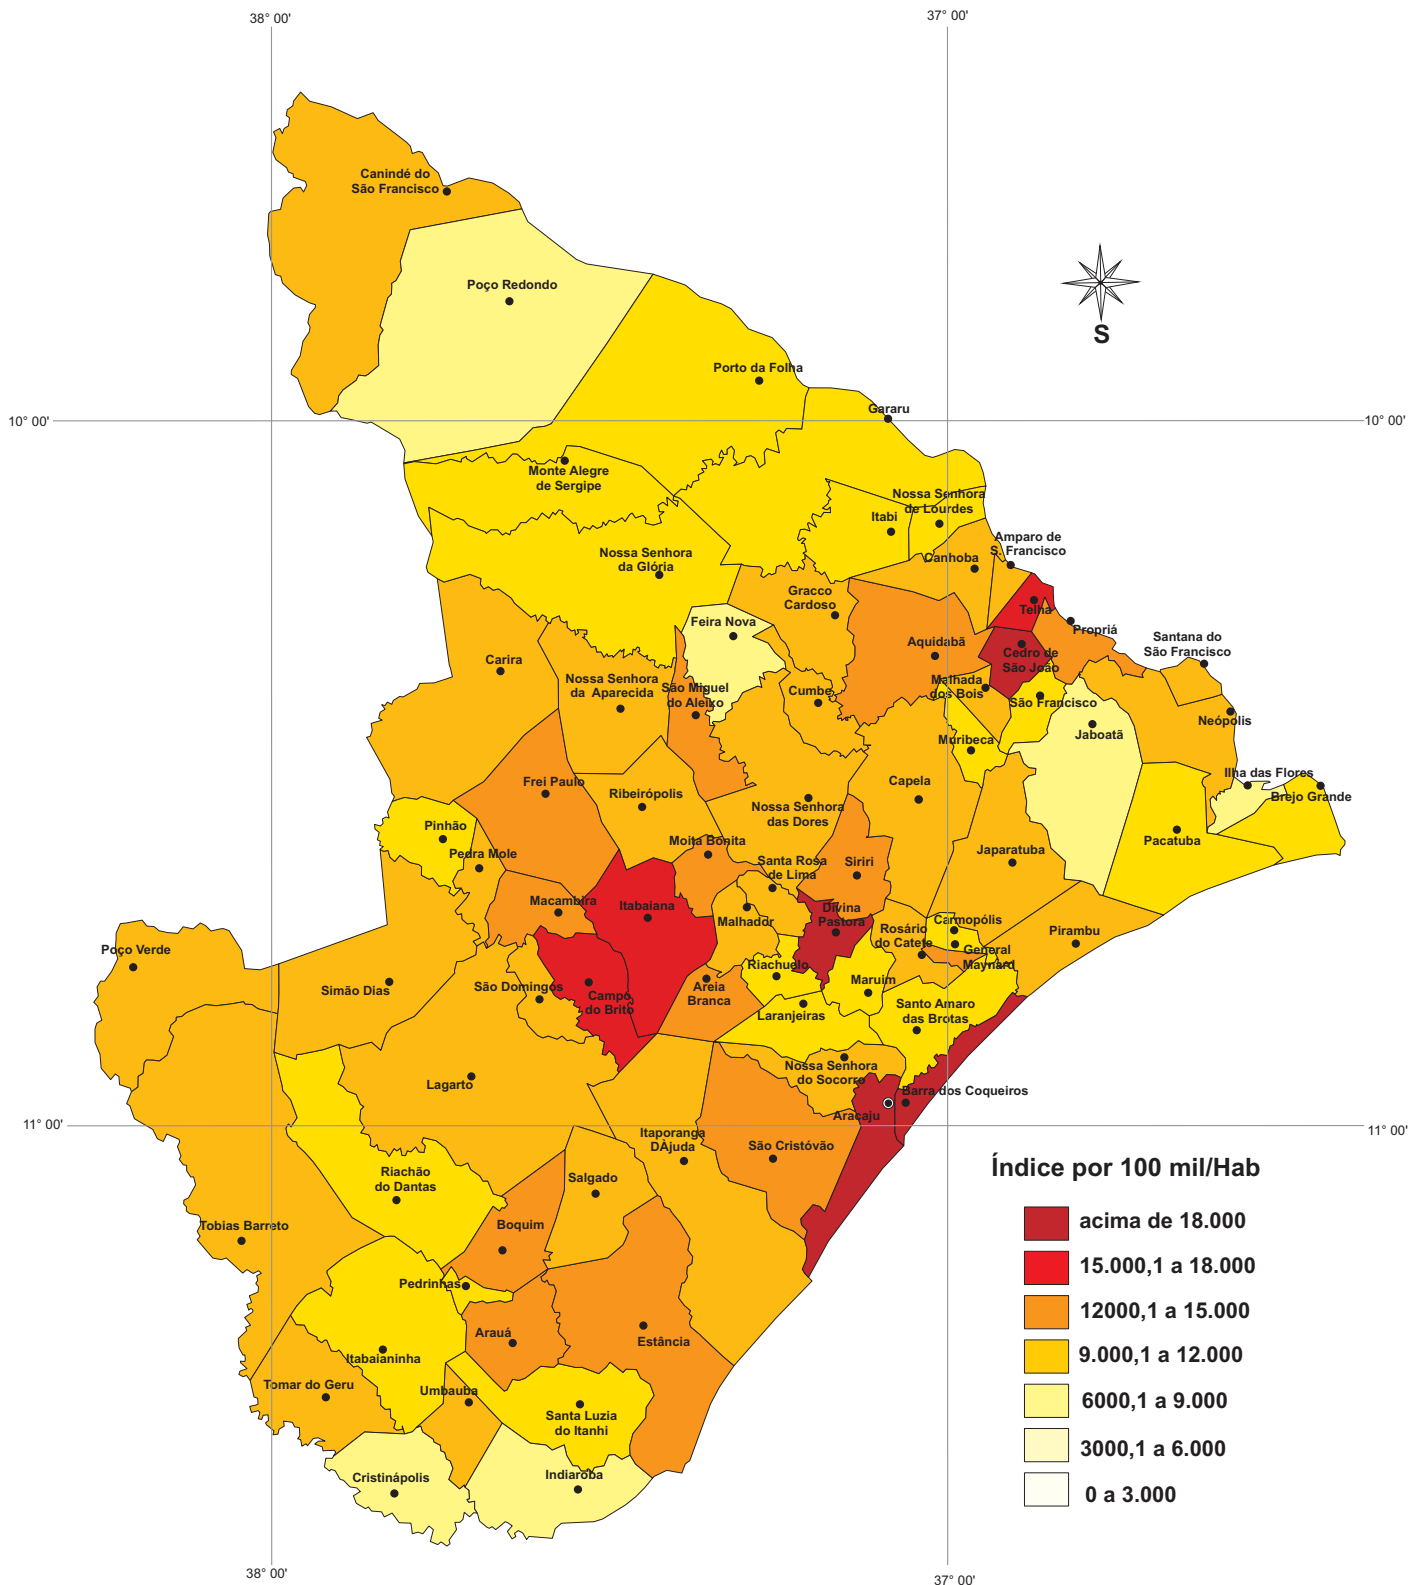 38° 00'
37° 00'
Canindé do
São Francisco
Poço Redondo
S
Porto da Folha
Gararu
10° 00'
10° 00'
Monte Alegre
de Sergipe
Nossa Senhora
de Lourdes
Itabi
Amparo de
S. Francisco
Nossa Senhora
da Glória
Canhoba
Gracco
Cardoso
Telha
Feira Nova
Propriá
Aquidabã
Santana do
São Francisco
Cedro de
São João
Carira
Nossa Senhora
da Aparecida
São Miguel
do Aleixo
Cumbe
Malhada
dos Bois
São Francisco
Neópolis
Jaboatã
Muribeca
Frei Paulo
Ribeirópolis
Capela
Ilha das Flores
Brejo Grande
Nossa Senhora
das Dores
Pinhão
Moita Bonita
Pacatuba
Pedra Mole
Santa Rosa
de Lima
Siriri
Japaratuba
Macambira
Itabaiana
Malhador
Divina
Pastora
Carmopólis
Rosário
do Catete
Pirambu
General
Maynard
Poço Verde
Riachuelo
Simão Dias
São Domingos
Campo
do Brito
Areia
Branca
Maruim
Laranjeiras
Santo Amaro
das Brotas
Lagarto
Nossa Senhora
do Socorro
Barra dos Coqueiros
Aracaju
11° 00'
11° 00'
Itaporanga
DÀjuda
São Cristóvão
Riachão
do Dantas
Salgado
Índice por 100 mil/Hab
Tobias Barreto
Boquim
acima de 18.000
15.000,1 a 18.000
Pedrinhas
12000,1 a 15.000
Arauá
Estância
9.000,1 a 12.000
Itabaianinha
Tomar do Geru
Umbauba
6000,1 a 9.000
Santa Luzia
do Itanhi
3000,1 a 6.000
Cristinápolis
Indiaroba
0 a 3.000
38° 00'
37° 00'